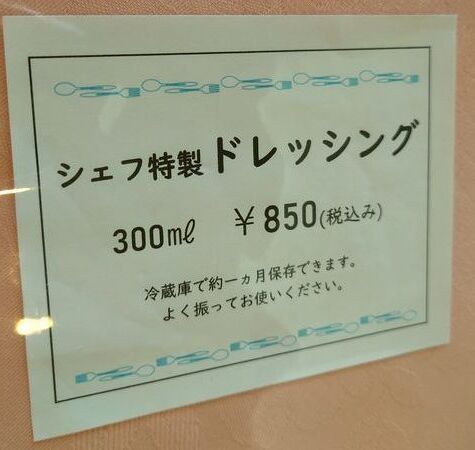 シェフ特製 ドレッシング
300㎖ ￥850(税込み)
冷蔵庫で約一ヵ月保存できます。
よく振ってお使いください。